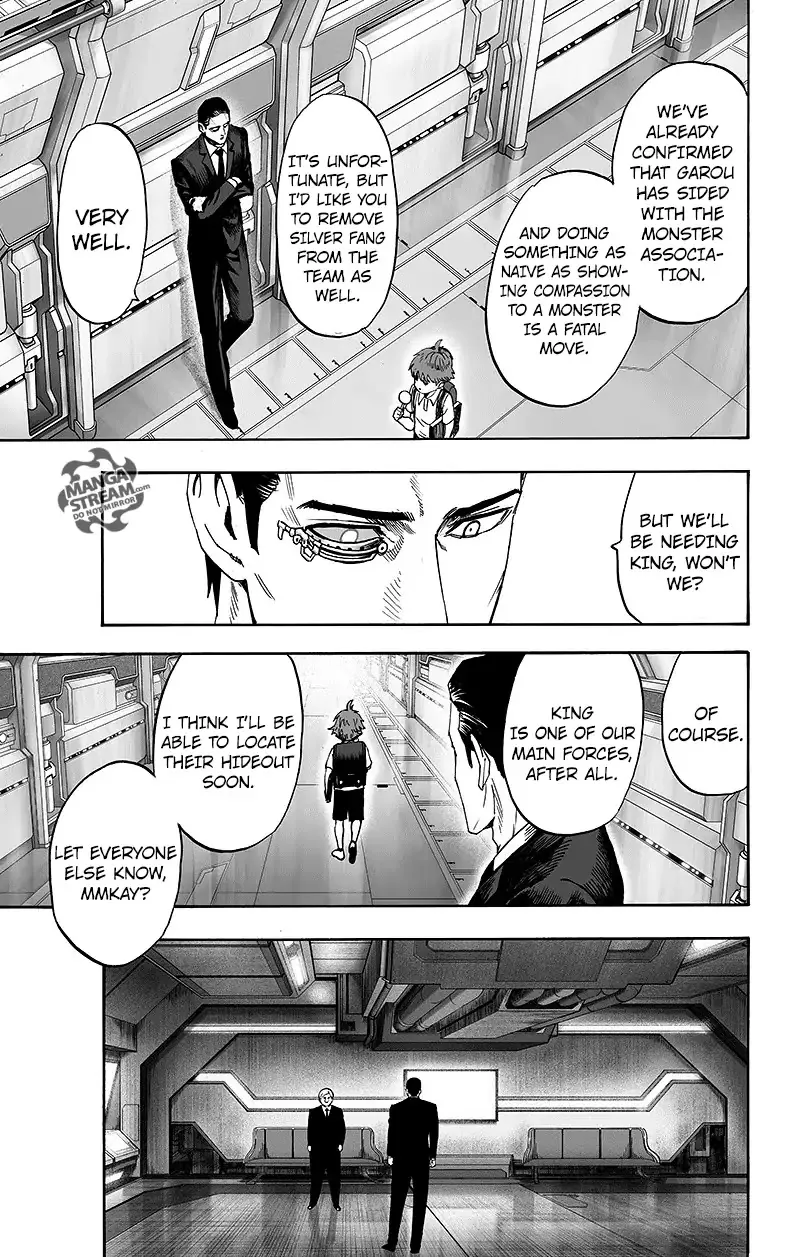 WE'VE
ALREADY
CONFIRMED
THAT GAROU
HAS SIDED
WITH THE
MONSTER
ASSOCIA-
TION.
AND DOING
SOMETHING AS
NAIVE AS SHOW-
ING COMPASSION
TO A MONSTER
IS A FATAL
MOVE.
IT'S UNFOR-
TUNATE, BUT
I'D LIKE YOU
TO REMOVE
SILVER FANG
FROM THE
TEAM AS
WELL.
VERY
WELL.
MANGA
STREAM.com
DO NOT MIRROR
BUT WE'LL
BE NEEDING
KING, WON'T
WE?
OF
COURSE.
KING
IS ONE OF OUR
MAIN FORCES,
AFTER ALL.
I THINK I'LL BE
ABLE TO LOCATE
THEIR HIDEOUT
SOON.
LET EVERYONE
ELSE KNOW,
MMKAY?